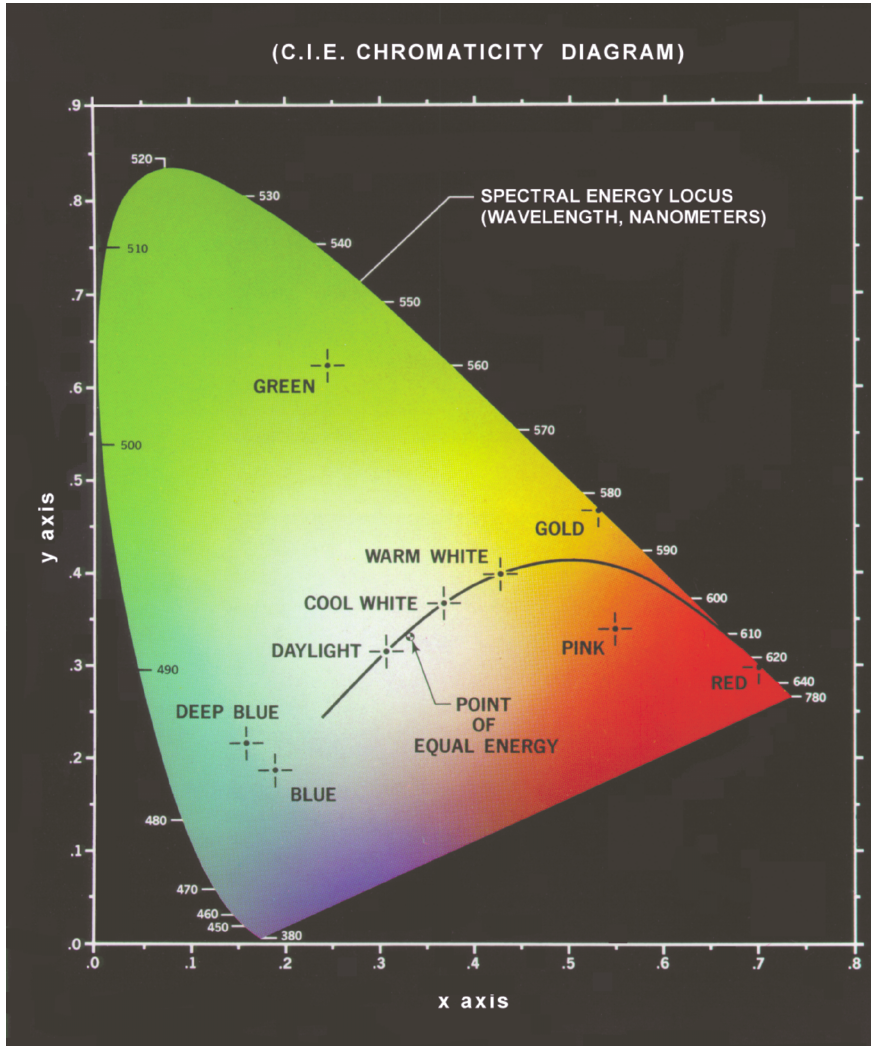 (C.I.E. CHROMATICITY DIAGRAM)
.9
520
.8
530
SPECTRAL ENERGY LOCUS
(WAVELENGTH, NANOMETERS)
510
540
.7
550
560
GREEN
.6
570
500
.5
580
GOLD
y axis
WARM WHITE
590
.4
COOL WHITE
600
DAYLIGHT
PINK
610
.3
490
620
RED
640
780
DEEP BLUE
POINT
OF
EQUAL ENERGY
.2
BLUE
480
.1
470
460
450
380
.0
.0 .1 .2 .3 .4 .5 .6 .7 .8
x axis